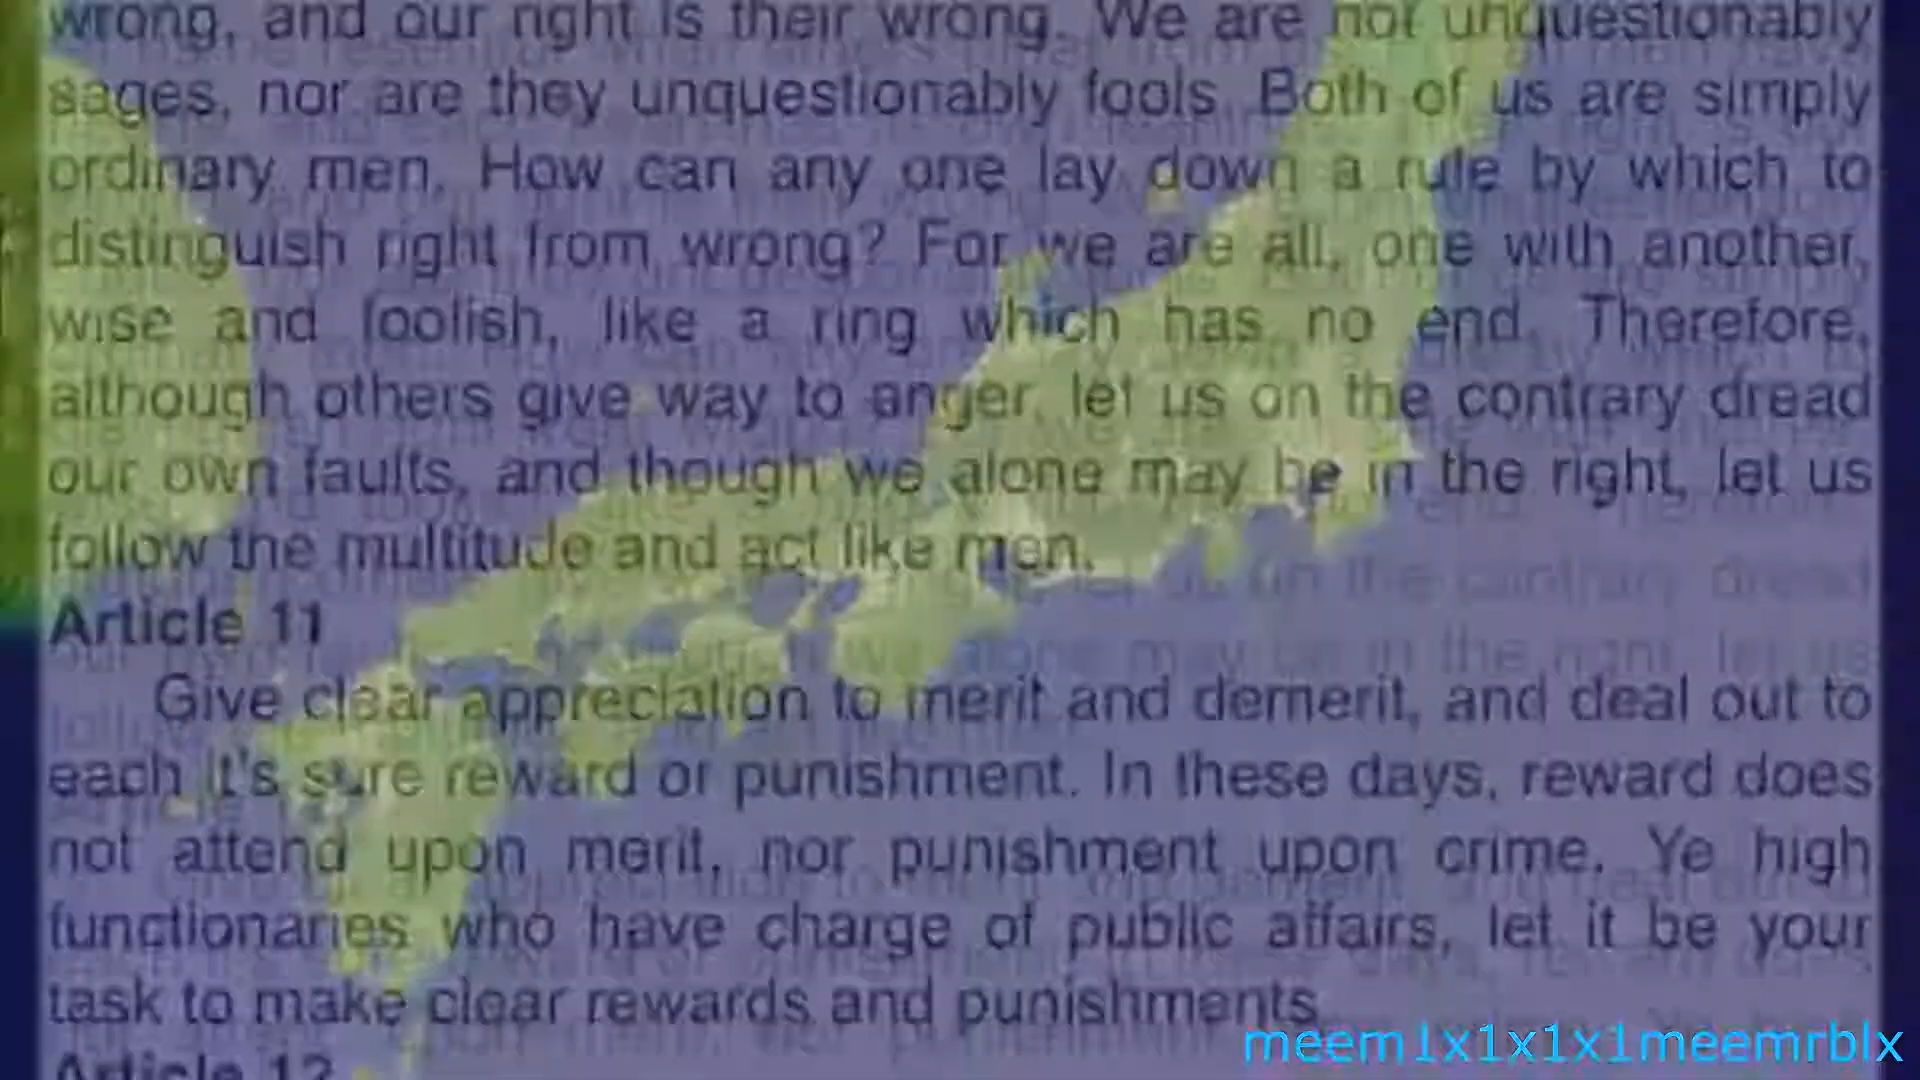 wrong, and our right is their wrong. We are not unquestionably
sages, nor are they unquestionably fools. Both of us are simply
ordinary men. How can any one lay down a rule by which to
distinguish right from wrong? For we are all, one with another,
wise and foolish, like a ring which has no end. Therefore,
although others give way to anger, let us on the contrary dread
our own faults, and though we alone may be in the right, let us
follow the multitude and act like men.
Article 11
Give clear appreciation to merit and demerit, and deal out to
each it's sure reward or punishment. In these days, reward does
not attend upon merit, nor punishment upon crime. Ye high
functionaries who have charge of public affairs, let it be your
task to make clear rewards and punishments.
Article 12
meem1x1x1x1meemrblx